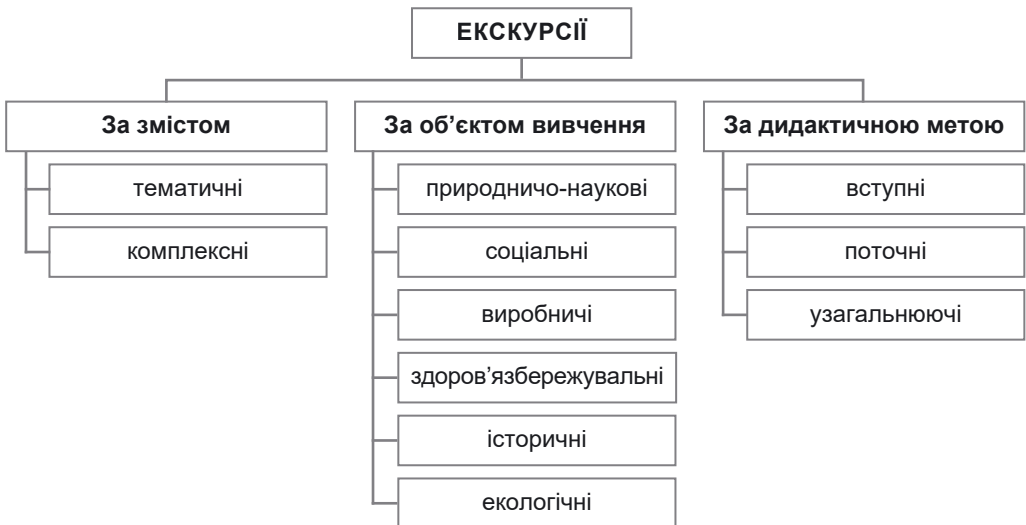 ЕКСКУРСІЇ
За змістом
тематичні
комплексні
За об’єктом вивчення
природничо-наукові
соціальні
виробничі
здоров’язбережувальні
історичні
екологічні
За дидактичною метою
вступні
поточні
узагальнюючі